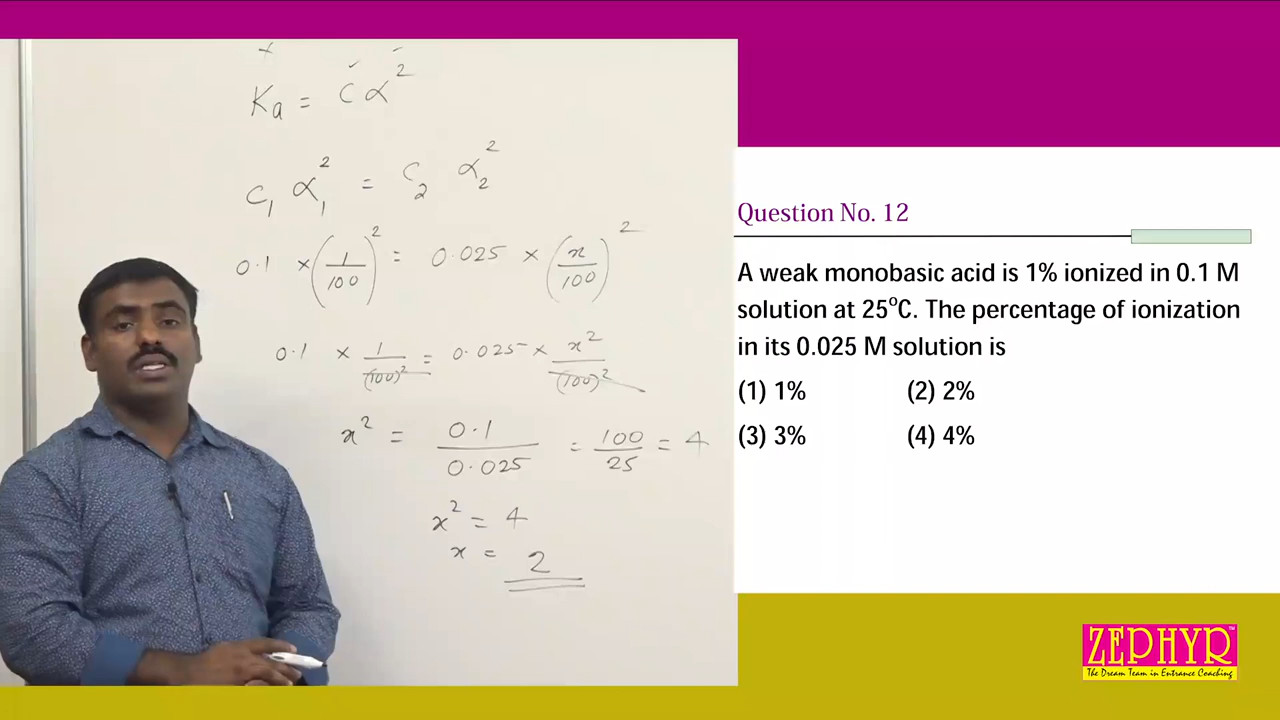 Ka = C α²
C₁ α₁² = C₂ α₂²
0.1 × (1/100)² = 0.025 × (x/100)²
0.1 × 1/(100)² = 0.025 × x²/(100)²
x² = 0.1/0.025 = 100/25 = 4
x² = 4
x = 2
Question No. 12
A weak monobasic acid is 1% ionized in 0.1 M
solution at 25°C. The percentage of ionization
in its 0.025 M solution is
(1) 1% (2) 2%
(3) 3% (4) 4%
ZEPHYR™
The Dream Team in Entrance Coaching